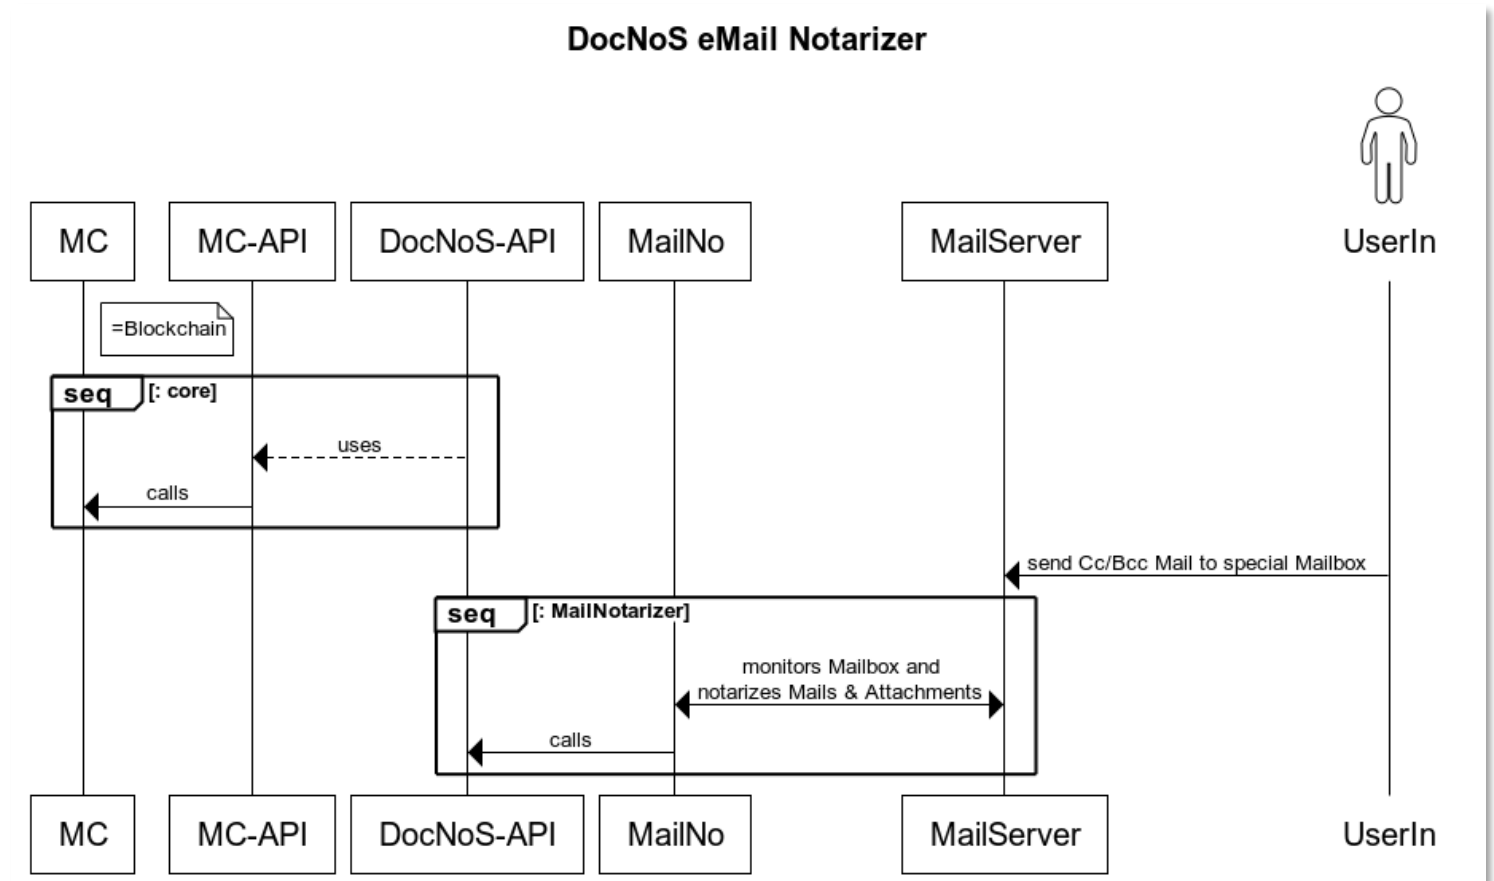 DocNoS eMail Notarizer
MC
MC-API
DocNoS-API
MailNo
MailServer
UserIn
=Blockchain
seq [: core]
uses
calls
send Cc/Bcc Mail to special Mailbox
seq [: MailNotarizer]
monitors Mailbox and
notarizes Mails & Attachments
calls
MC
MC-API
DocNoS-API
MailNo
MailServer
UserIn